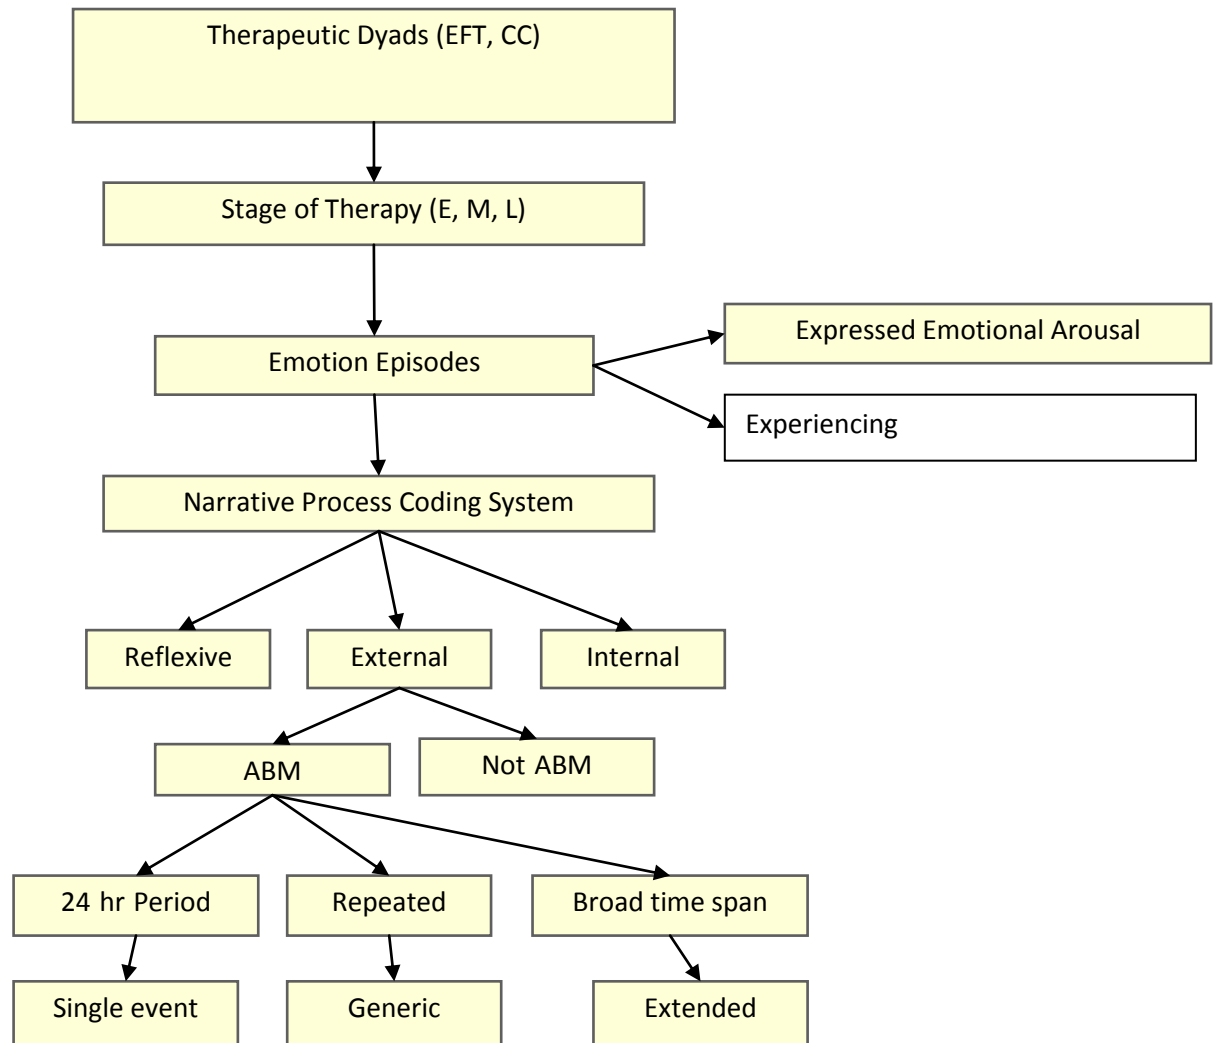 Therapeutic Dyads (EFT, CC)
Stage of Therapy (E, M, L)
Expressed Emotional Arousal
Emotion Episodes
Experiencing
Narrative Process Coding System
Reflexive
External
Internal
ABM
Not ABM
24 hr Period
Repeated
Broad time span
Single event
Generic
Extended